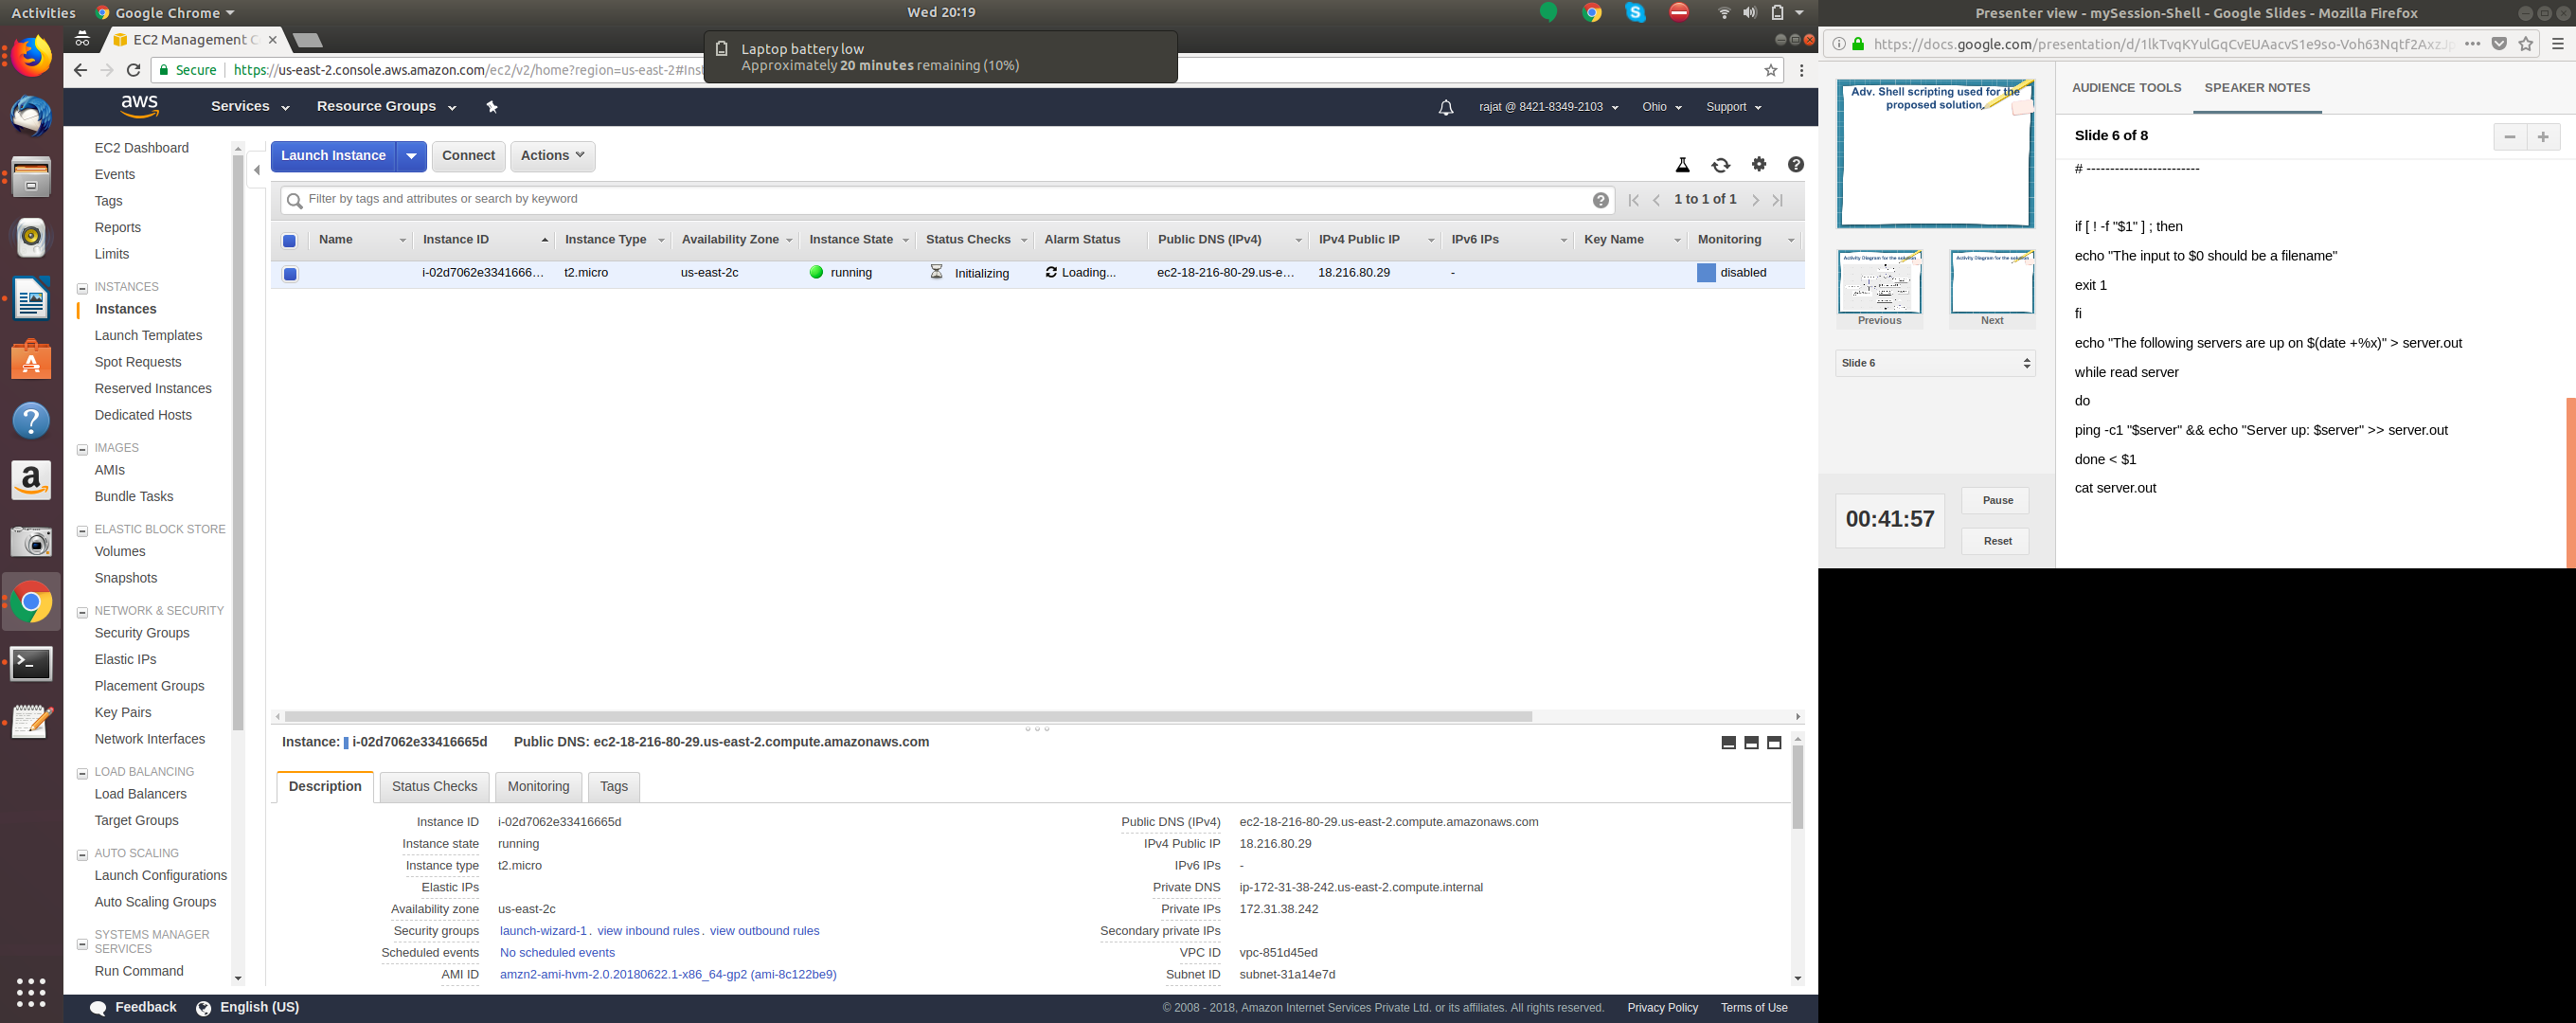 Activities
Google Chrome
Wed 20:19
EC2 Management C
Laptop battery low
Approximately 20 minutes remaining (10%)
Secure
https://us-east-2.console.aws.amazon.com/ec2/v2/home?region=us-east-2#Inst
aws
Services
Resource Groups
rajat @ 8421-8349-2103
Ohio
Support
EC2 Dashboard
Events
Tags
Reports
Limits
INSTANCES
Instances
Launch Templates
Spot Requests
Reserved Instances
Dedicated Hosts
IMAGES
AMIs
Bundle Tasks
ELASTIC BLOCK STORE
Volumes
Snapshots
NETWORK & SECURITY
Security Groups
Elastic IPs
Placement Groups
Key Pairs
Network Interfaces
LOAD BALANCING
Load Balancers
Target Groups
AUTO SCALING
Launch Configurations
Auto Scaling Groups
SYSTEMS MANAGER
SERVICES
Run Command
Launch Instance
Connect
Actions
Filter by tags and attributes or search by keyword
1 to 1 of 1
Name Instance ID Instance Type Availability Zone Instance State Status Checks Alarm Status Public DNS (IPv4) IPv4 Public IP IPv6 IPs Key Name Monitoring
i-02d7062e3341666... t2.micro us-east-2c running Initializing Loading... ec2-18-216-80-29.us-e... 18.216.80.29 - disabled
Instance: i-02d7062e33416665d Public DNS: ec2-18-216-80-29.us-east-2.compute.amazonaws.com
Description Status Checks Monitoring Tags
Instance ID i-02d7062e33416665d
Instance state running
Instance type t2.micro
Elastic IPs
Availability zone us-east-2c
Security groups launch-wizard-1. view inbound rules. view outbound rules
Scheduled events No scheduled events
AMI ID amzn2-ami-hvm-2.0.20180622.1-x86_64-gp2 (ami-8c122be9)
Public DNS (IPv4) ec2-18-216-80-29.us-east-2.compute.amazonaws.com
IPv4 Public IP 18.216.80.29
IPv6 IPs -
Private DNS ip-172-31-38-242.us-east-2.compute.internal
Private IPs 172.31.38.242
Secondary private IPs
VPC ID vpc-851d45ed
Subnet ID subnet-31a14e7d
Feedback
English (US)
© 2008 - 2018, Amazon Internet Services Private Ltd. or its affiliates. All rights reserved.
Privacy Policy
Terms of Use
Presenter view - mySession-Shell - Google Slides - Mozilla Firefox
Adv. Shell scripting used for the
proposed solution
Activity Diagram for the solution
Previous
Activity Diagram for the solution
Next
Slide 6
00:41:57
Pause
Reset
AUDIENCE TOOLS
SPEAKER NOTES
Slide 6 of 8
# ------------------------
if [ ! -f "$1" ] ; then
echo "The input to $0 should be a filename"
exit 1
fi
echo "The following servers are up on $(date +%x)" > server.out
while read server
do
ping -c1 "$server" && echo "Server up: $server" >> server.out
done < $1
cat server.out